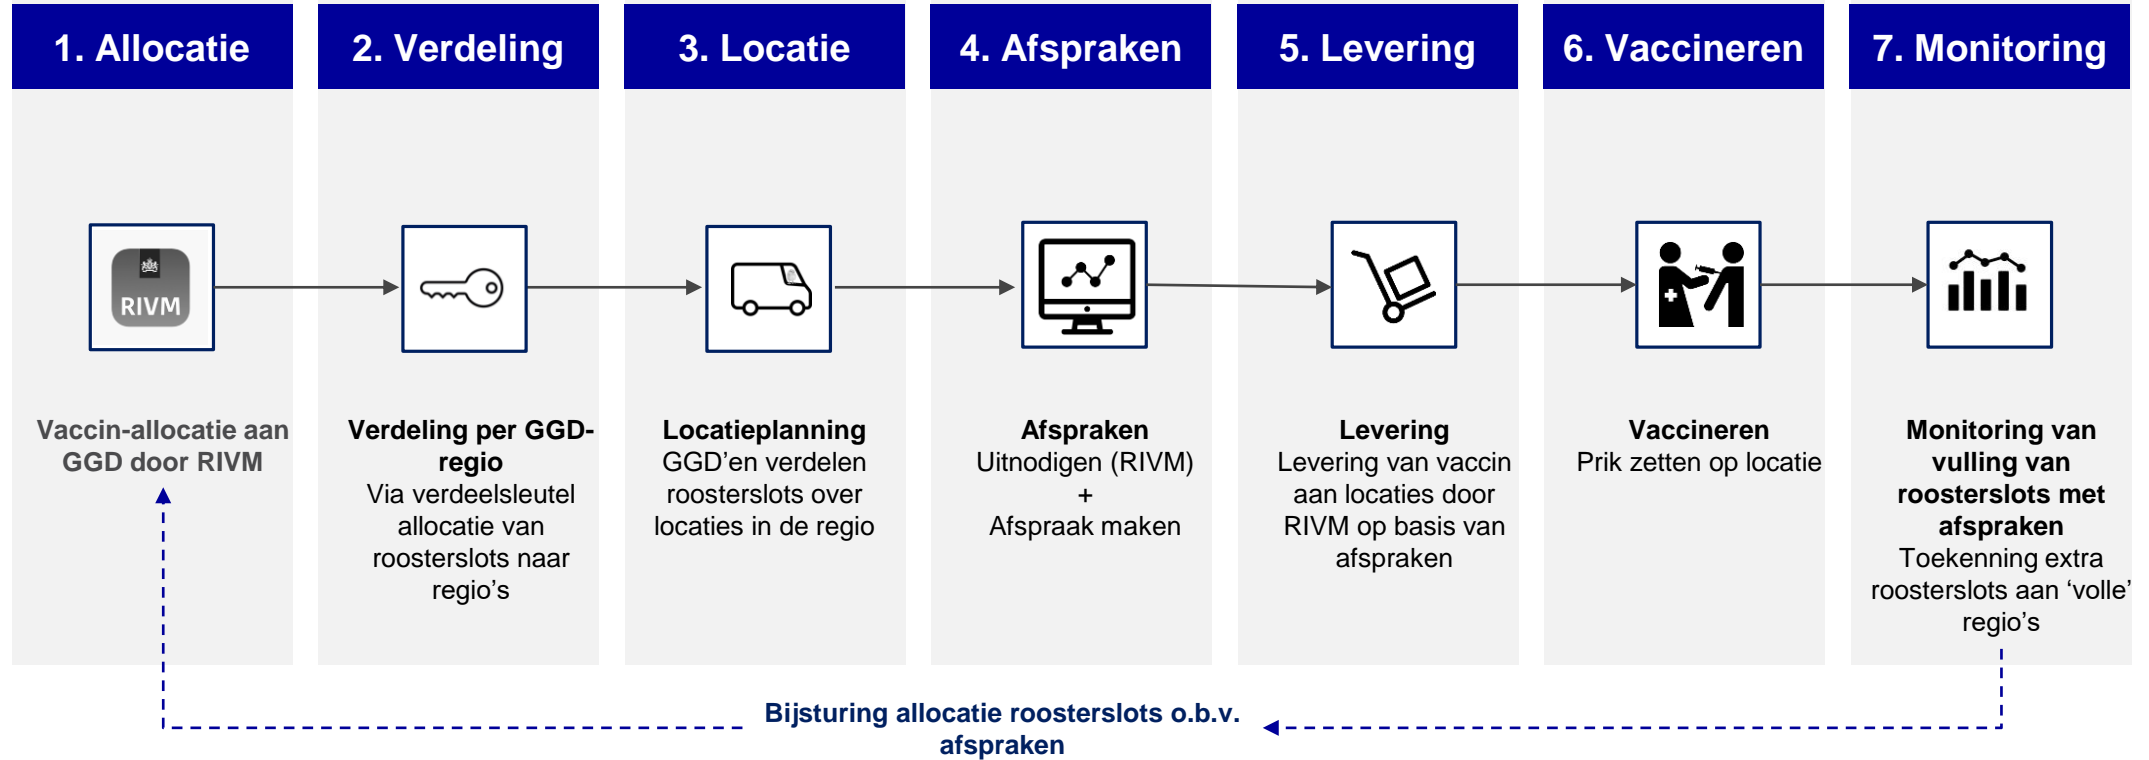 1. Allocatie
2. Verdeling
3. Locatie
4. Afspraken
5. Levering
6. Vaccineren
7. Monitoring
RIVM
Vaccin-allocatie aan
GGD door RIVM
Verdeling per GGD-
regio
Via verdeelsleutel
allocatie van
roosterslots naar
regio’s
Locatieplanning
GGD’en verdelen
roosterslots over
locaties in de regio
Afspraken
Uitnodigen (RIVM)
+
Afspraak maken
Levering
Levering van vaccin
aan locaties door
RIVM op basis van
afspraken
Vaccineren
Prik zetten op locatie
Monitoring van
vulling van
roosterslots met
afspraken
Toekenning extra
roosterslots aan ‘volle’
regio’s
Bijsturing allocatie roosterslots o.b.v.
afspraken